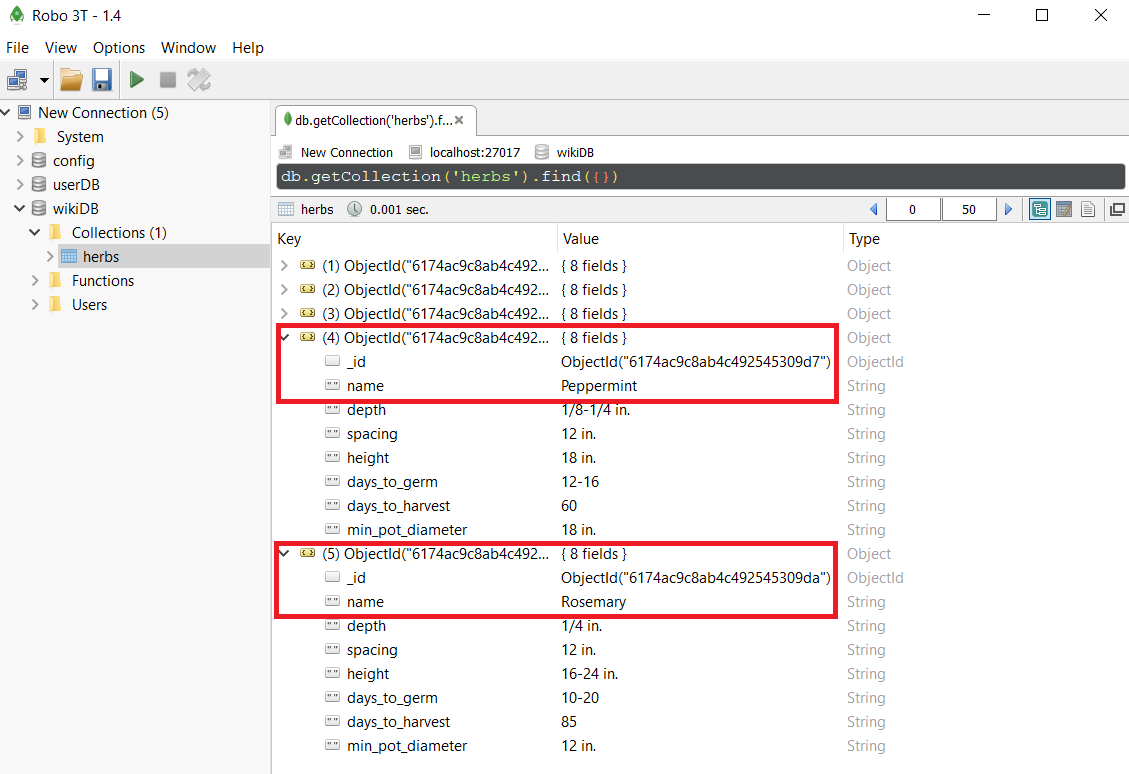 Robo 3T - 1.4
File View Options Window Help
New Connection (5)
System
config
userDB
wikiDB
Collections (1)
herbs
Functions
Users
db.getCollection('herbs').f...
New Connection localhost:27017 wikiDB
db.getCollection('herbs').find({})
herbs 0.001 sec. 0 50
Key Value Type
(1) ObjectId("6174ac9c8ab4c492... { 8 fields } Object
(2) ObjectId("6174ac9c8ab4c492... { 8 fields } Object
(3) ObjectId("6174ac9c8ab4c492... { 8 fields } Object
(4) ObjectId("6174ac9c8ab4c492... { 8 fields } Object
_id ObjectId("6174ac9c8ab4c492545309d7") ObjectId
name Peppermint String
depth 1/8-1/4 in. String
spacing 12 in. String
height 18 in. String
days_to_germ 12-16 String
days_to_harvest 60 String
min_pot_diameter 18 in. String
(5) ObjectId("6174ac9c8ab4c492... { 8 fields } Object
_id ObjectId("6174ac9c8ab4c492545309da") ObjectId
name Rosemary String
depth 1/4 in. String
spacing 12 in. String
height 16-24 in. String
days_to_germ 10-20 String
days_to_harvest 85 String
min_pot_diameter 12 in. String